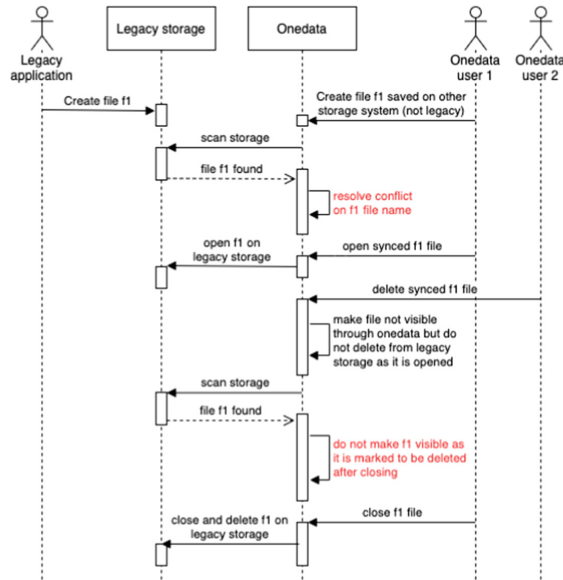 Legacy storage
Onedata
Legacy
application
Onedata
user 1
Onedata
user 2
Create file f1
Create file f1 saved on other
storage system (not legacy)
scan storage
file f1 found
resolve conflict
on f1 file name
open f1 on
legacy storage
open synced f1 file
delete synced f1 file
make file not visible
through onedata but do
not delete from legacy
storage as it is opened
scan storage
file f1 found
do not make f1 visible as
it is marked to be deleted
after closing
close f1 file
close and delete f1 on
legacy storage